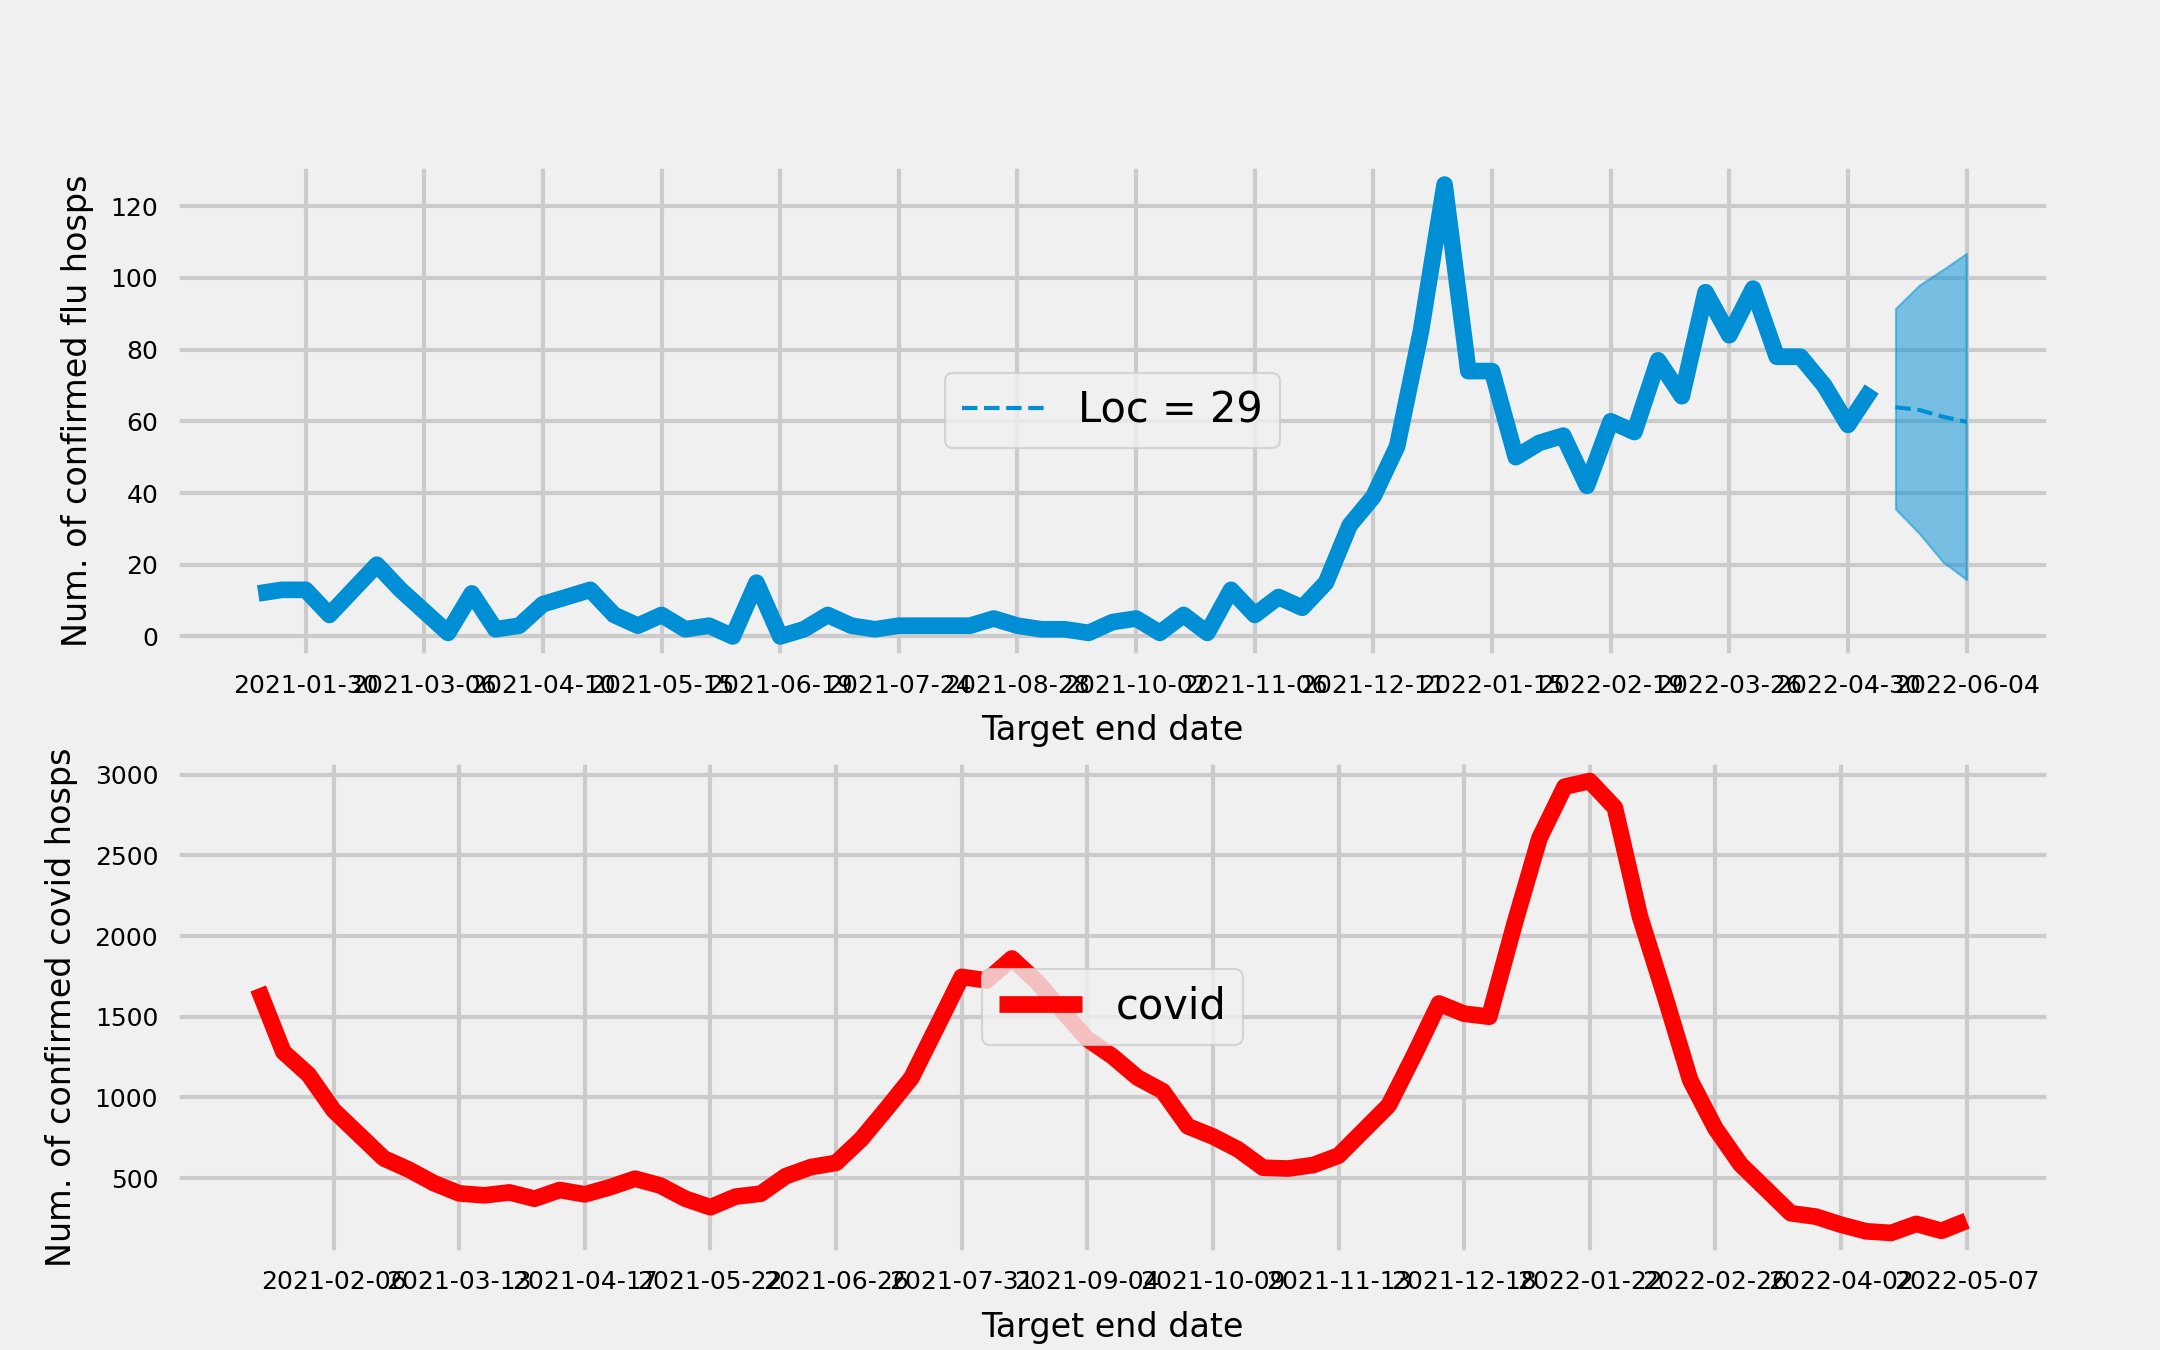 Num. of confirmed flu hosps
120
100
80
60
40
20
0
Loc = 29
2021-01-30 2021-03-06 2021-04-10 2021-05-15 2021-06-19 2021-07-24 2021-08-28 2021-10-02 2021-11-06 2021-12-11 2022-01-15 2022-02-19 2022-03-26 2022-04-30 2022-06-04
Target end date
Num. of confirmed covid hosps
3000
2500
2000
1500
1000
500
covid
2021-02-06 2021-03-13 2021-04-17 2021-05-22 2021-06-26 2021-07-31 2021-09-04 2021-10-09 2021-11-13 2021-12-18 2022-01-22 2022-02-26 2022-04-02 2022-05-07
Target end date